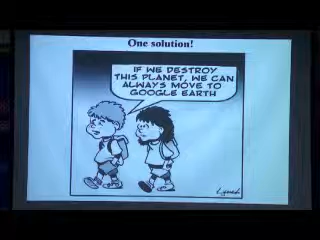 One solution!
IF WE DESTROY
THIS PLANET, WE CAN
ALWAYS MOVE TO
GOOGLE EARTH